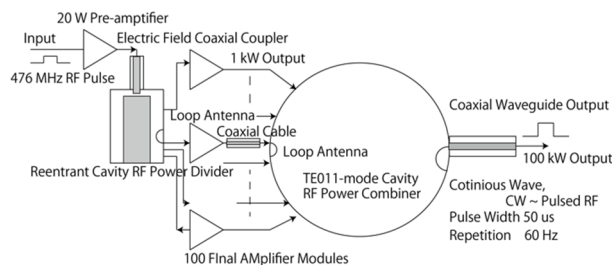 20 W Pre-amplifier
Input
Electric Field Coaxial Coupler
1 kW Output
476 MHz RF Pulse
Loop Antenna
Coaxial Cable
Loop Antenna
Reentrant Cavity RF Power Divider
TE011-mode Cavity
RF Power Combiner
100 FInal AMplifier Modules
Coaxial Waveguide Output
100 kW Output
Cotinious Wave,
CW ~ Pulsed RF
Pulse Width 50 us
Repetition 60 Hz